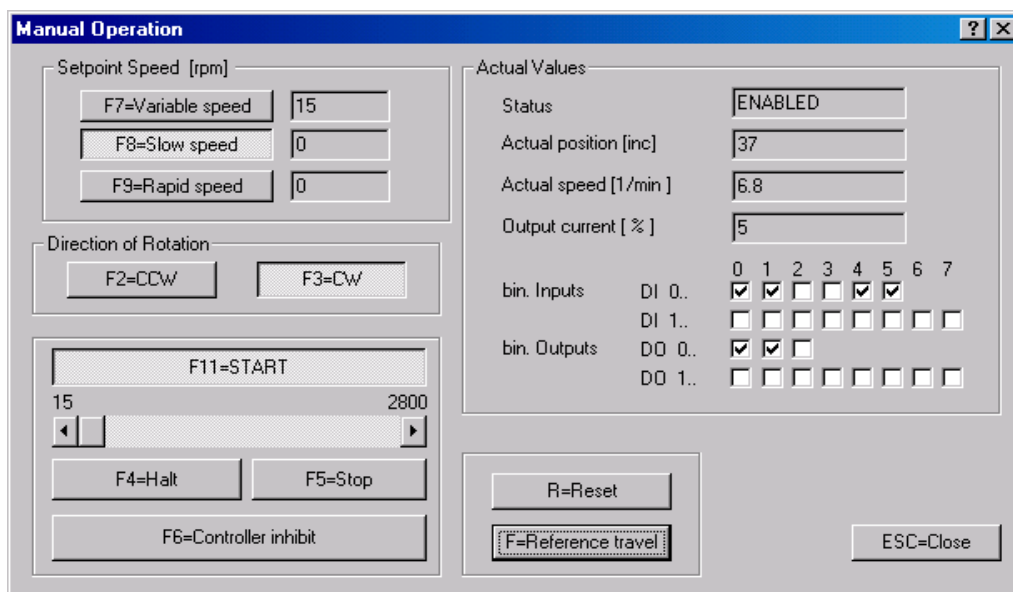 Manual Operation
Setpoint Speed [rpm]
F7=Variable speed 15
F8=Slow speed 0
F9=Rapid speed 0
Direction of Rotation
F2=CCW F3=CW
F11=START
15 2800
F4=Halt F5=Stop
F6=Controller inhibit
Actual Values
Status ENABLED
Actual position [inc] 37
Actual speed [1/min ] 6.8
Output current [ % ] 5
0 1 2 3 4 5 6 7
bin. Inputs DI 0..
DI 1..
bin. Outputs DO 0..
DO 1..
R=Reset
F=Reference travel
ESC=Close